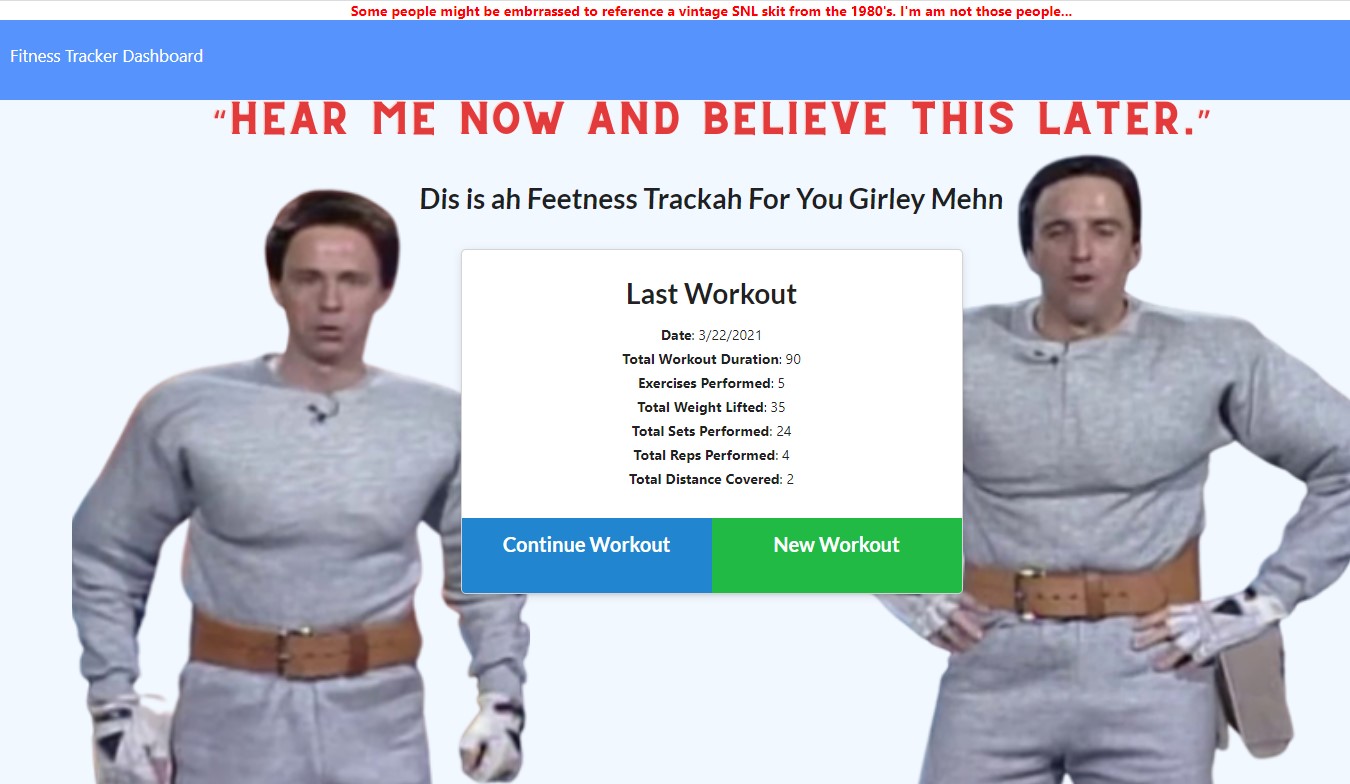 Some people might be embrrassed to reference a vintage SNL skit from the 1980's. I'm am not those people...
Fitness Tracker Dashboard
“HEAR ME NOW AND BELIEVE THIS LATER.”
Dis is ah Feetness Trackah For You Girley Mehn
Last Workout
Date: 3/22/2021
Total Workout Duration: 90
Exercises Performed: 5
Total Weight Lifted: 35
Total Sets Performed: 24
Total Reps Performed: 4
Total Distance Covered: 2
Continue Workout
New Workout